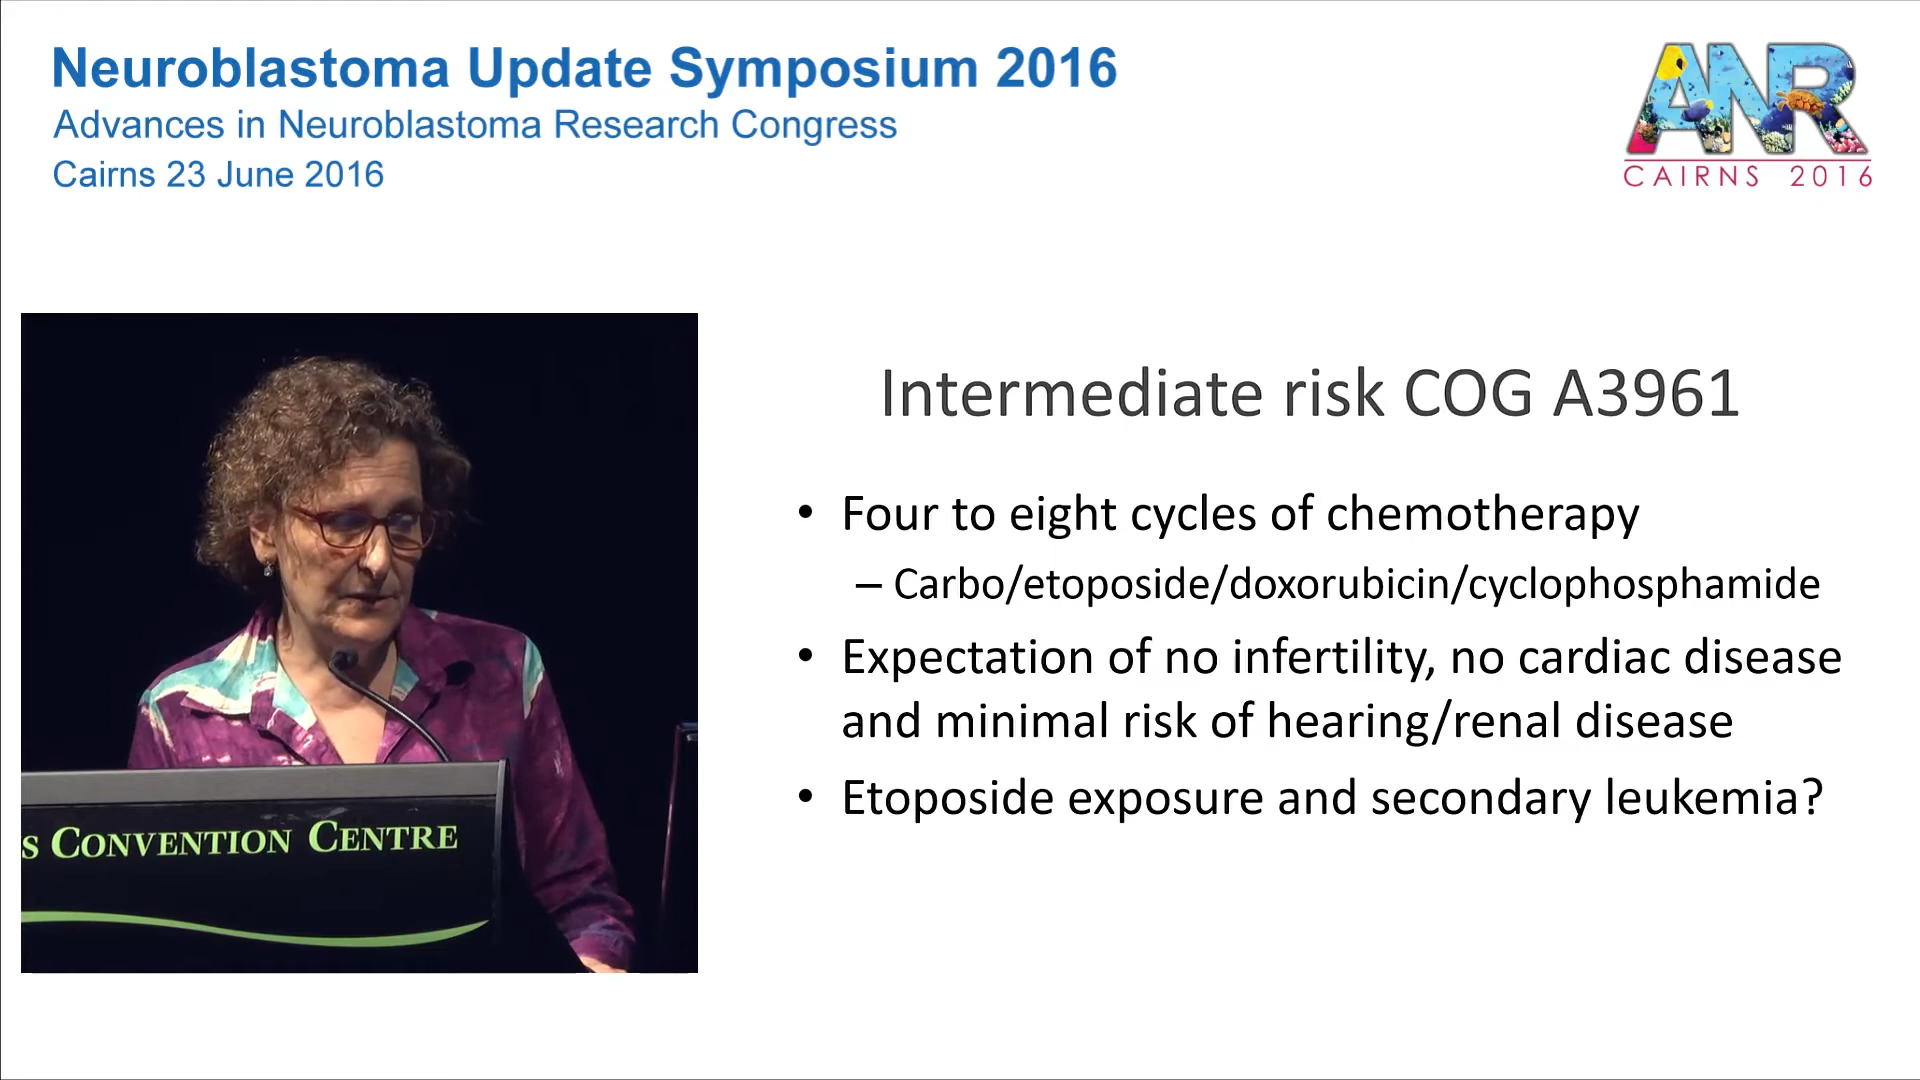 Neuroblastoma Update Symposium 2016
Advances in Neuroblastoma Research Congress
Cairns 23 June 2016
ANR
CAIRNS 2016
Intermediate risk COG A3961
• Four to eight cycles of chemotherapy
– Carbo/etoposide/doxorubicin/cyclophosphamide
• Expectation of no infertility, no cardiac disease
and minimal risk of hearing/renal disease
• Etoposide exposure and secondary leukemia?
S CONVENTION CENTRE